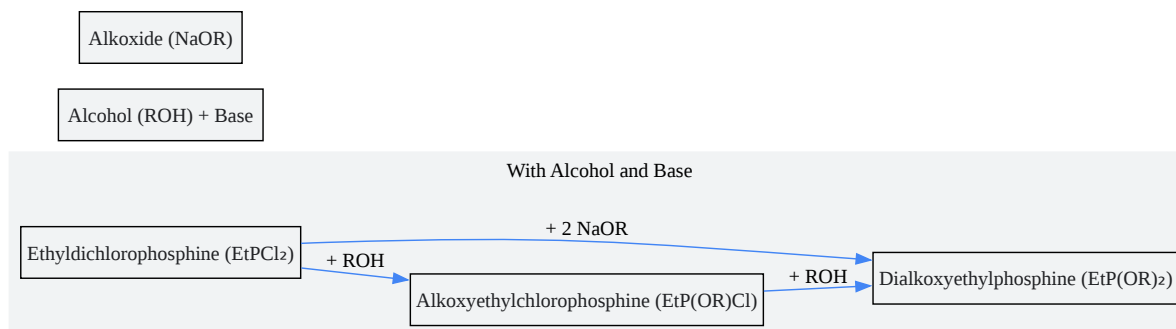 Alkoxide (NaOR)
Alcohol (ROH) + Base
With Alcohol and Base
+ 2 NaOR
Ethyldichlorophosphine (EtPCl₂)
+ ROH
+ ROH
Dialkoxyethylphosphine (EtP(OR)₂)
Alkoxyethylchlorophosphine (EtP(OR)Cl)